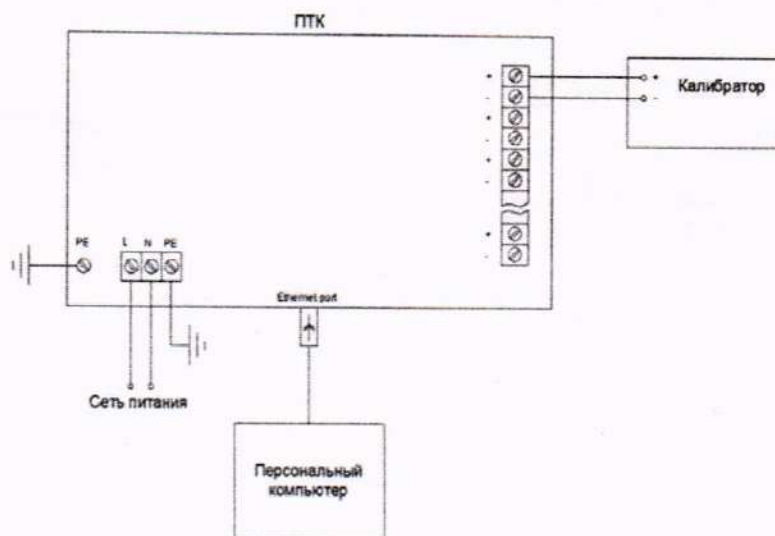 ПТК
+
-
+
-
+
-
+
-
+
-
Калибратор
PE
L N PE
Ethernet port
Сеть питания
Персональный
компьютер